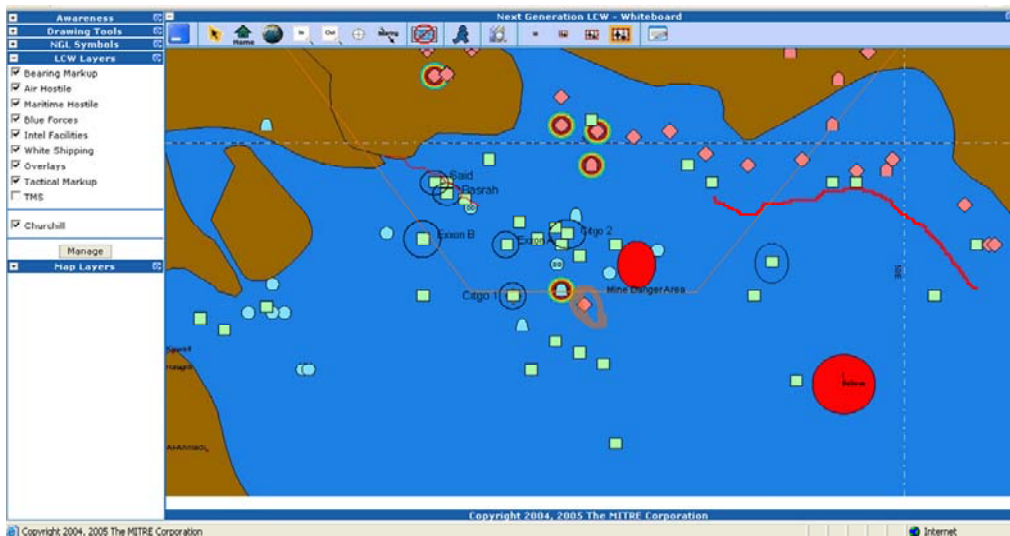 Awareness
Drawing Tools
NGL Symbols
LCW Layers
Bearing Markup
Air Hostile
Maritime Hostile
Blue Forces
Intel Facilities
White Shipping
Overlays
Tactical Markup
TMS
Churchill
Manage
Map Layers
Next Generation LCW - Whiteboard
Home
In
Out
Said
Basrah
Exxon B
Exxon A
Citgo 2
Citgo 1
Mine Danger Area
Copyright 2004, 2005 The MITRE Corporation
Copyright 2004, 2005 The MITRE Corporation
Internet